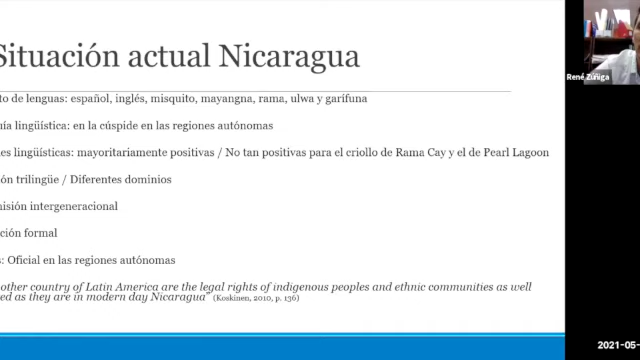 Situación actual Nicaragua
to de lenguas: español, inglés, misquito, mayangna, rama, ulwa y garífuna
ía lingüística: en la cúspide en las regiones autónomas
es lingüísticas: mayoritariamente positivas / No tan positivas para el criollo de Rama Cay y el de Pearl Lagoon
ón trilingüe / Diferentes dominios
misión intergeneracional
ción formal
s: Oficial en las regiones autónomas
other country of Latin America are the legal rights of indigenous peoples and ethnic communities as well
ed as they are in modern day Nicaragua” (Koskinen, 2010, p. 136)
René Zúñiga
2021-05-